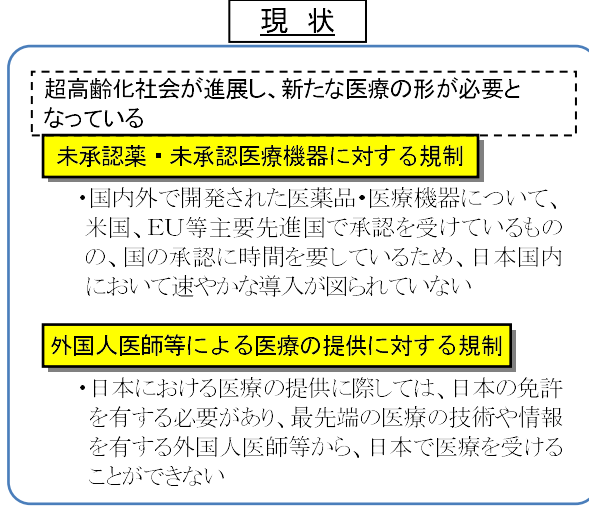 現 状
超高齢化社会が進展し、新たな医療の形が必要と
なっている
未承認薬・未承認医療機器に対する規制
・国内外で開発された医薬品・医療機器について、
米国、EU等主要先進国で承認を受けているもの
の、国の承認に時間を要しているため、日本国内
において速やかな導入が図られていない
外国人医師等による医療の提供に対する規制
・日本における医療の提供に際しては、日本の免許
を有する必要があり、最先端の医療の技術や情報
を有する外国人医師等から、日本で医療を受ける
ことができない